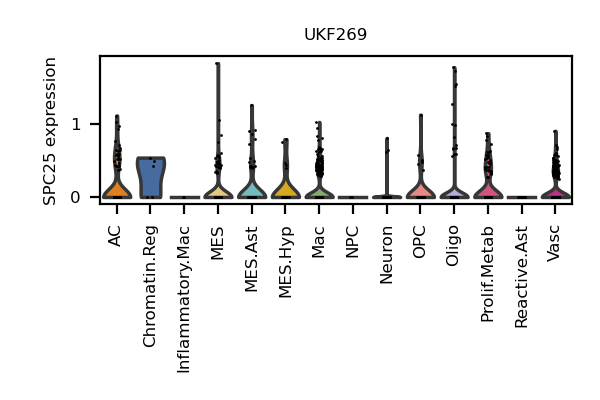 UKF269
SPC25 expression
1
0
AC
Chromatin.Reg
Inflammatory.Mac
MES
MES.Ast
MES.Hyp
Mac
NPC
Neuron
OPC
Oligo
Prolif.Metab
Reactive.Ast
Vasc